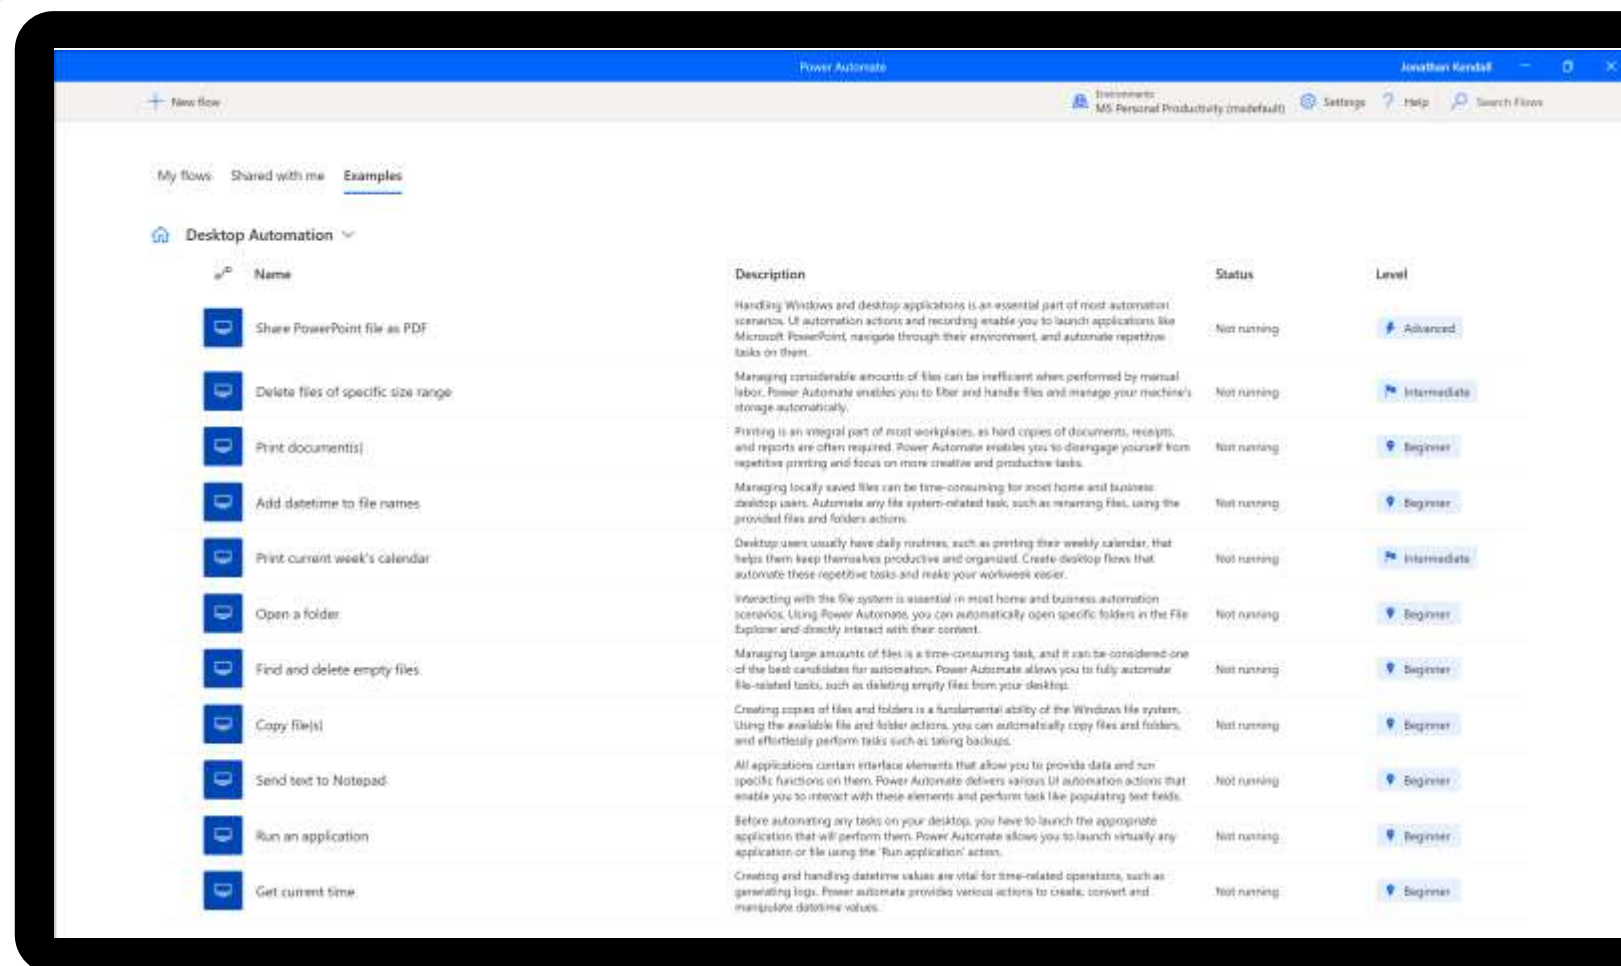 Power Automate
Jonathan Kendall
New flow
Environments
MS Personal Productivity (msdefault)
Settings
Help
Search Flows
My flows Shared with me Examples
Desktop Automation
Name Description Status Level
Share PowerPoint file as PDF
Handling Windows and desktop applications is an essential part of most automation
scenarios. UI automation actions and recording enable you to launch applications like
Microsoft PowerPoint, navigate through their environment, and automate repetitive
tasks on them.
Not running
Advanced
Delete files of specific size range
Managing considerable amounts of files can be inefficient when performed by manual
labor. Power Automate enables you to filter and handle files and manage your machine's
storage automatically.
Not running
Intermediate
Print document(s)
Printing is an integral part of most workplaces, as hard copies of documents, receipts,
and reports are often required. Power Automate enables you to disengage yourself from
repetitive printing and focus on more creative and productive tasks.
Not running
Beginner
Add datetime to file names
Managing locally saved files can be time-consuming for most home and business
desktop users. Automate any file system-related task, such as renaming files, using the
provided files and folders actions.
Not running
Beginner
Print current week's calendar
Desktop users usually have daily routines, such as printing their weekly calendar, that
helps them keep themselves productive and organized. Create desktop flows that
automate these repetitive tasks and make your workweek easier.
Not running
Intermediate
Open a folder
Interacting with the file system is essential in most home and business automation
scenarios. Using Power Automate, you can automatically open specific folders in the File
Explorer and directly interact with their content.
Not running
Beginner
Find and delete empty files
Managing large amounts of files is a time-consuming task, and it can be considered one
of the best candidates for automation. Power Automate allows you to fully automate
file-related tasks, such as deleting empty files from your desktop.
Not running
Beginner
Copy file(s)
Creating copies of files and folders is a fundamental ability of the Windows file system.
Using the available file and folder actions, you can automatically copy files and folders,
and effortlessly perform tasks such as taking backups.
Not running
Beginner
Send text to Notepad
All applications contain interface elements that allow you to provide data and run
specific functions on them. Power Automate delivers various UI automation actions that
enable you to interact with these elements and perform task like populating text fields.
Not running
Beginner
Run an application
Before automating any tasks on your desktop, you have to launch the appropriate
application that will perform them. Power Automate allows you to launch virtually any
application or file using the 'Run application' action.
Not running
Beginner
Get current time
Creating and handling datetime values are vital for time-related operations, such as
generating logs. Power automate provides various actions to create, convert and
manipulate datetime values.
Not running
Beginner